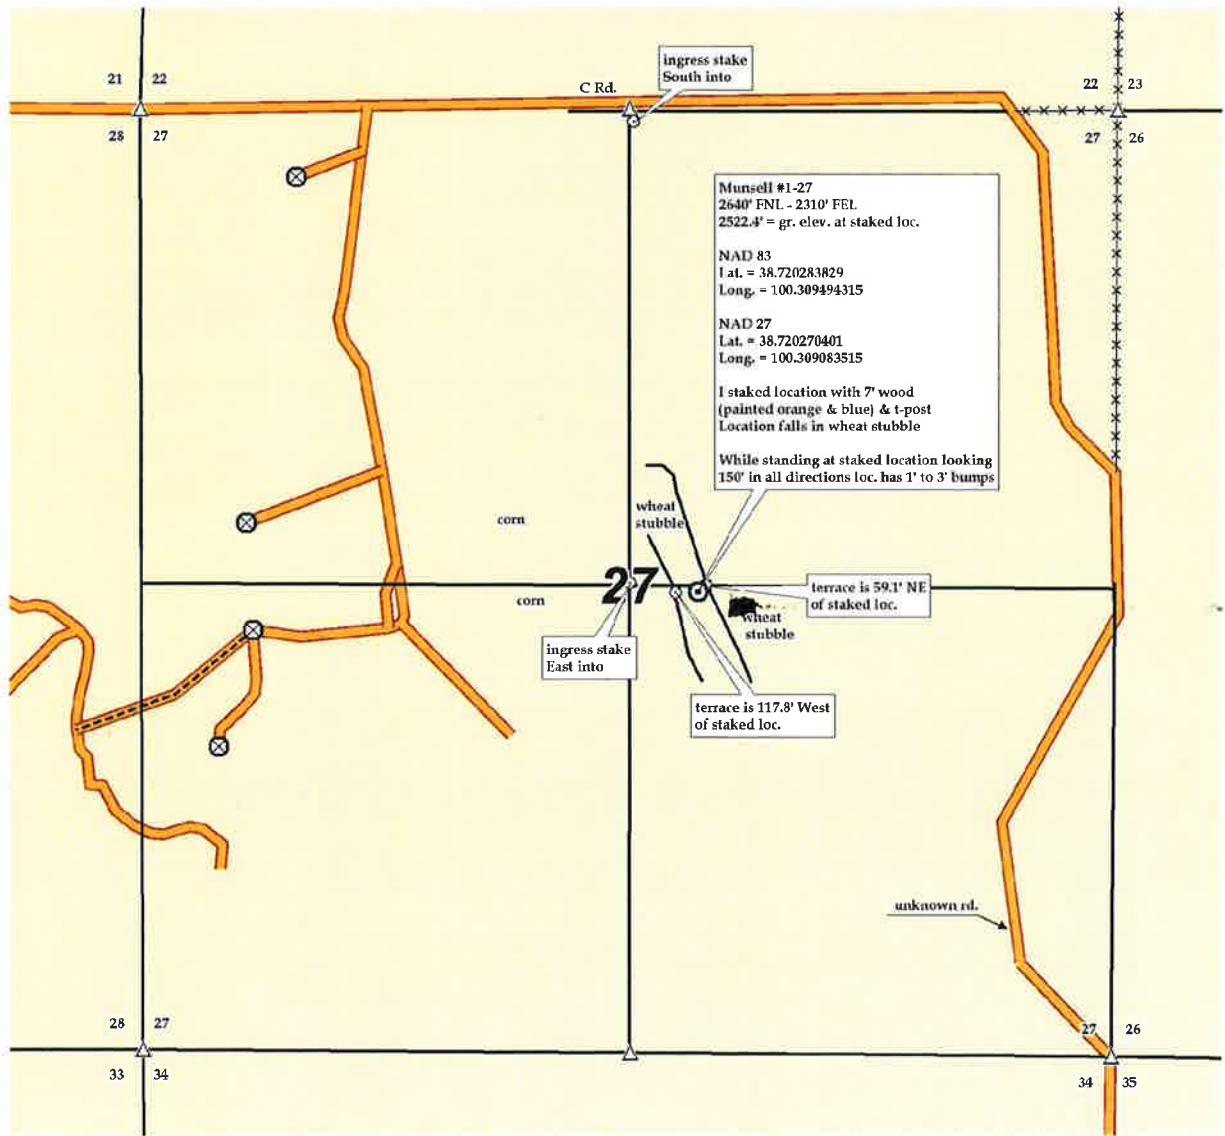 ingress stake
South into
C Rd.
21 22
22 23
28 27
27 26
Munsell #1-27
2640' FNL - 2310' FEL
2522.4' = gr. elev. at staked loc.
NAD 83
Lat. = 38.720283829
Long. = 100.309494315
NAD 27
Lat. = 38.720270401
Long. = 100.309083515
I staked location with 7' wood
(painted orange & blue) & t-post
Location falls in wheat stubble
While standing at staked location looking
150' in all directions loc. has 1' to 3' bumps
wheat
stubble
corn
27
corn
terrace is 59.1' NE
of staked loc.
wheat
stubble
ingress stake
East into
terrace is 117.8' West
of staked loc.
unknown rd.
28 27
27 26
33 34
34 35